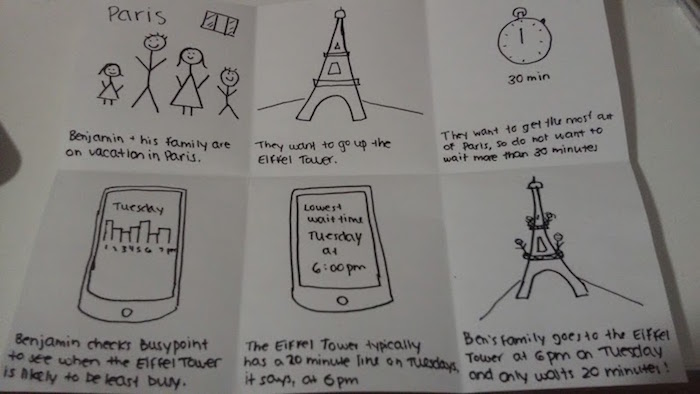 Paris
Benjamin + his family are
on vacation in Paris.
They want to go up the
Eiffel Tower.
30 min
They want to get the most out
of Paris, so do not want to
wait more than 30 minutes
Tuesday
1 2 3 4 5 6 7 8
Benjamin checks Busypoint
to see when the Eiffel Tower
is likely to be least busy.
Lowest
wait time
Tuesday
at
6:00pm
The Eiffel Tower typically
has a 20 minute line on Tuesdays,
it says, at 6pm
Ben's family goes to the Eiffel
Tower at 6pm on Tuesday
and only waits 20 minutes!